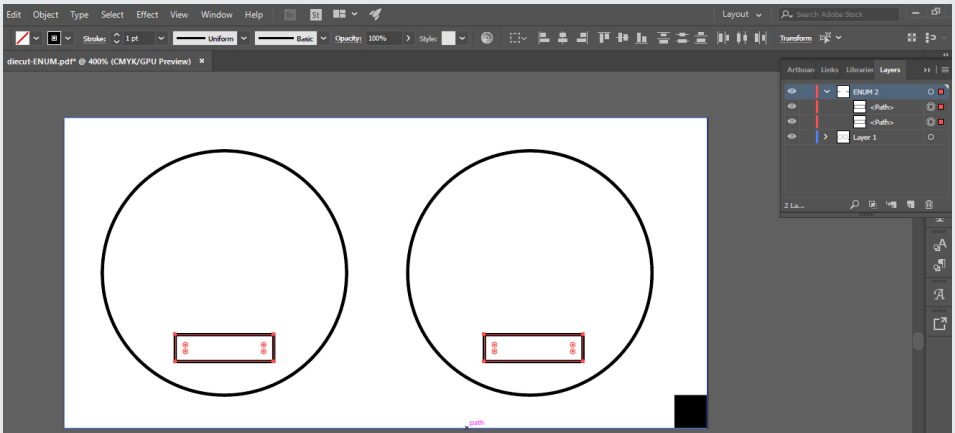 Edit Object Type Select Effect View Window Help Br St Layout Search Adobe Stock
Stroke: 1 pt Uniform Basic Opacity: 100% Style: Transform
diecut-ENUM.pdf* @ 400% (CMYK/GPU Preview) ×
Artboar Links Librarie Layers
ENUM 2
<Path>
<Path>
Layer 1
2 La...
path